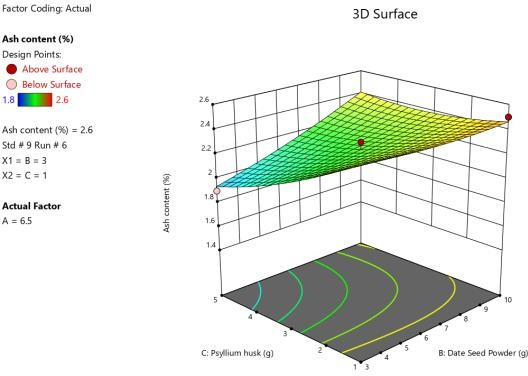 Factor Coding: Actual
3D Surface
Ash content (%)
Design Points:
Above Surface
Below Surface
1.8 2.6
Ash content (%) = 2.6
Std # 9 Run # 6
X1 = B = 3
X2 = C = 1
Actual Factor
A = 6.5
Ash content (%)
2.6
2.4
2.2
2
1.8
1.6
1.4
5
4
3
2
1
3
4
5
6
7
8
9
10
C: Psyllium husk (g)
B: Date Seed Powder (g)